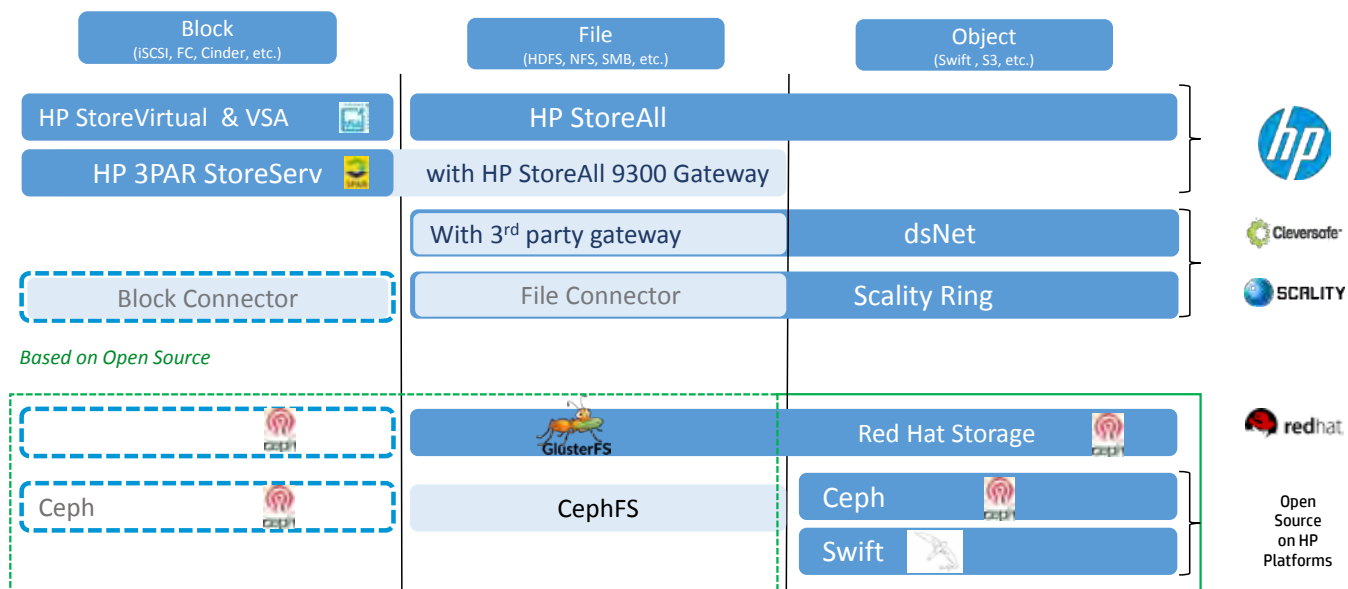 Block
(iSCSI, FC, Cinder, etc.)
File
(HDFS, NFS, SMB, etc.)
Object
(Swift , S3, etc.)
HP StoreVirtual & VSA
HP StoreAll
hp
HP 3PAR StoreServ
3PAR
with HP StoreAll 9300 Gateway
With 3rd party gateway
dsNet
Cleversafe
Block Connector
File Connector
Scality Ring
SCALITY
Based on Open Source
ceph
GlusterFS
Red Hat Storage
ceph
redhat
Ceph
ceph
CephFS
Ceph
ceph
Swift
Open
Source
on HP
Platforms